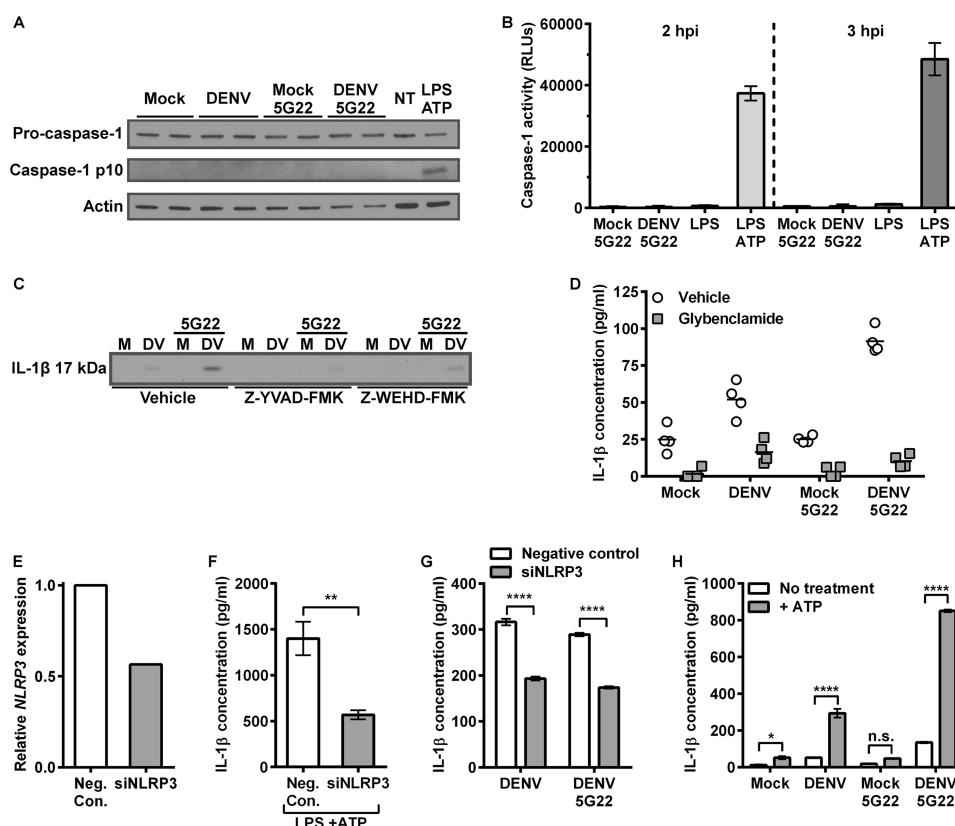 A
Mock DENV Mock 5G22 DENV 5G22 NT LPS ATP
Pro-caspase-1
Caspase-1 p10
Actin
B
2 hpi 3 hpi
Caspase-1 activity (RLUs)
60000
40000
20000
0
Mock 5G22 DENV 5G22 LPS LPS ATP Mock 5G22 DENV 5G22 LPS LPS ATP
C
5G22 5G22 5G22
M DV M DV M DV M DV M DV M DV
IL-1β 17 kDa
Vehicle Z-YVAD-FMK Z-WEHD-FMK
D
Vehicle
Glybenclamide
IL-1β concentration (pg/ml)
125
100
75
50
25
0
Mock DENV Mock 5G22 DENV 5G22
E
Relative NLRP3 expression
1.0
0.5
0.0
Neg. Con. siNLRP3
F
IL-1β concentration (pg/ml)
2000
1500
1000
500
0
**
Neg. Con. siNLRP3
LPS +ATP
G
Negative control
siNLRP3
IL-1β concentration (pg/ml)
400
300
200
100
0
**** ****
DENV DENV 5G22
H
No treatment
+ ATP
IL-1β concentration (pg/ml)
1000
800
600
400
200
0
* **** n.s. ****
Mock DENV Mock 5G22 DENV 5G22